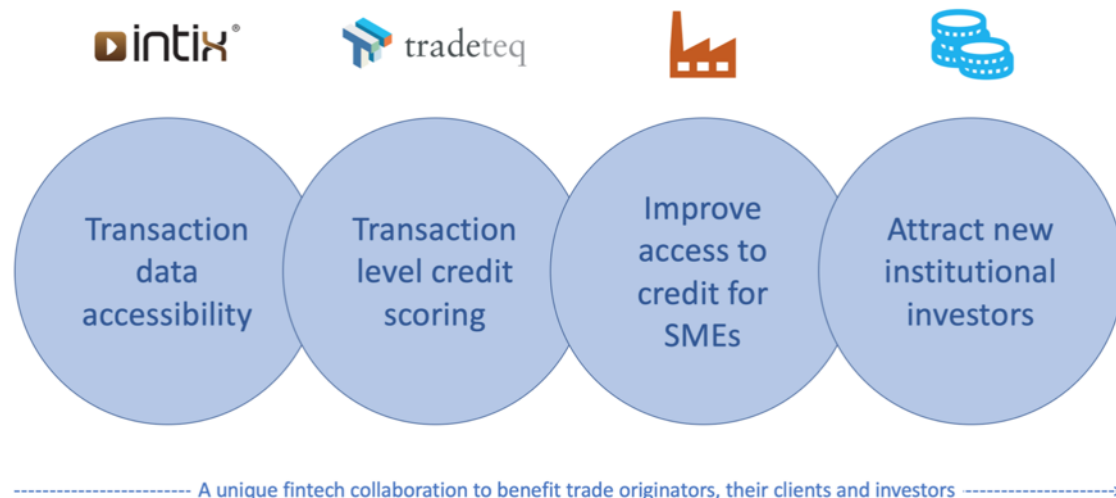 intix®
tradeteq
Transaction
data
accessibility
Transaction
level credit
scoring
Improve
access to
credit for
SMEs
Attract new
institutional
investors
A unique fintech collaboration to benefit trade originators, their clients and investors